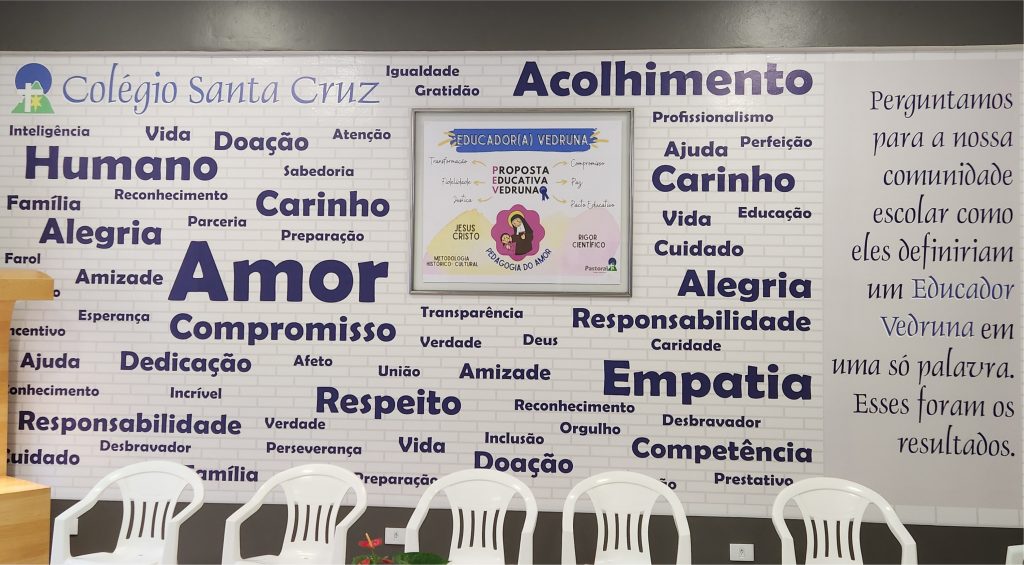 Colégio Santa Cruz
Igualdade
Gratidão
Acolhimento
Inteligência
Vida
Doação
Atenção
Profissionalismo
Humano
Sabedoria
Ajuda
Perfeição
Reconhecimento
Carinho
Carinho
Família
Parceria
Vida
Educação
Alegria
Preparação
Cuidado
Farol
Amizade
Amor
Alegria
Esperança
Compromisso
Transparência
Responsabilidade
ncentivo
Verdade
Deus
Caridade
Ajuda
Dedicação
Afeto
União
Amizade
Empatia
onhecimento
Incrível
Respeito
Reconhecimento
Responsabilidade
Verdade
Orgulho
Desbravador
Desbravador
Perseverança
Vida
Inclusão
Competência
Cuidado
Família
Preparação
Doação
ão
Prestativo
EDUCADOR(A) VEDRUNA
Transformação
Compromisso
PROPOSTA
EDUCATIVA
VEDRUNA
Fidelidade
Paz
Justiça
Pacto Educativo
JESUS
CRISTO
RIGOR
CIENTÍFICO
METODOLOGIA
HISTÓRICO-CULTURAL
PEDAGOGIA DO AMOR
Pastoral
Perguntamos
para a nossa
comunidade
escolar como
eles definiriam
um Educador
Vedruna em
uma só palavra.
Esses foram os
resultados.